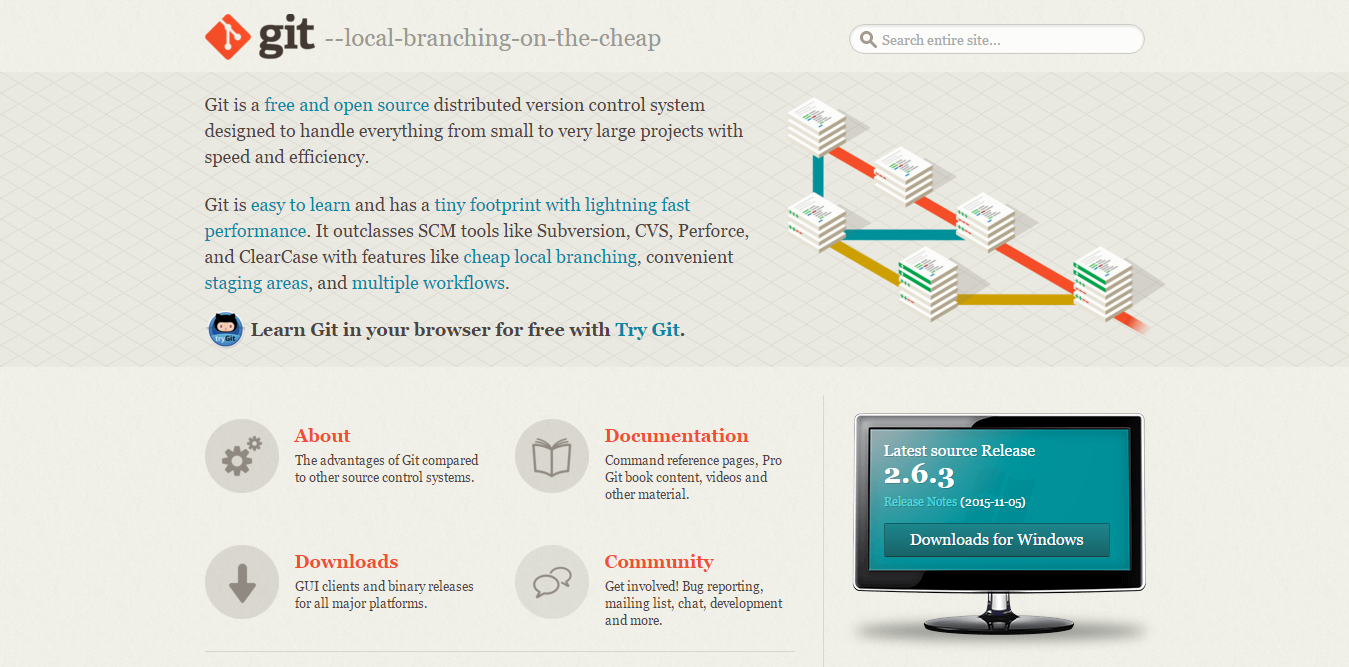 git --local-branching-on-the-cheap
Search entire site...
Git is a free and open source distributed version control system
designed to handle everything from small to very large projects with
speed and efficiency.
Git is easy to learn and has a tiny footprint with lightning fast
performance. It outclasses SCM tools like Subversion, CVS, Perforce,
and ClearCase with features like cheap local branching, convenient
staging areas, and multiple workflows.
TryGit
Learn Git in your browser for free with Try Git.
About
The advantages of Git compared
to other source control systems.
Documentation
Command reference pages, Pro
Git book content, videos and
other material.
Downloads
GUI clients and binary releases
for all major platforms.
Community
Get involved! Bug reporting,
mailing list, chat, development
and more.
Latest source Release
2.6.3
Release Notes (2015-11-05)
Downloads for Windows